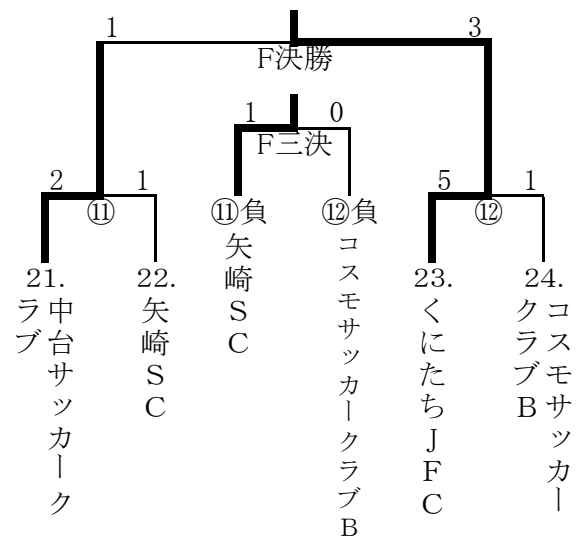 1
3
F決勝
1
0
F三決
2
1
5
1
⑪
⑪負
⑫負
⑫
矢崎SC
コスモサッカークラブB
21.
22.
23.
24.
中台サッカーク
ラブ
矢崎SC
くにたちJFC
コスモサッカー
クラブB